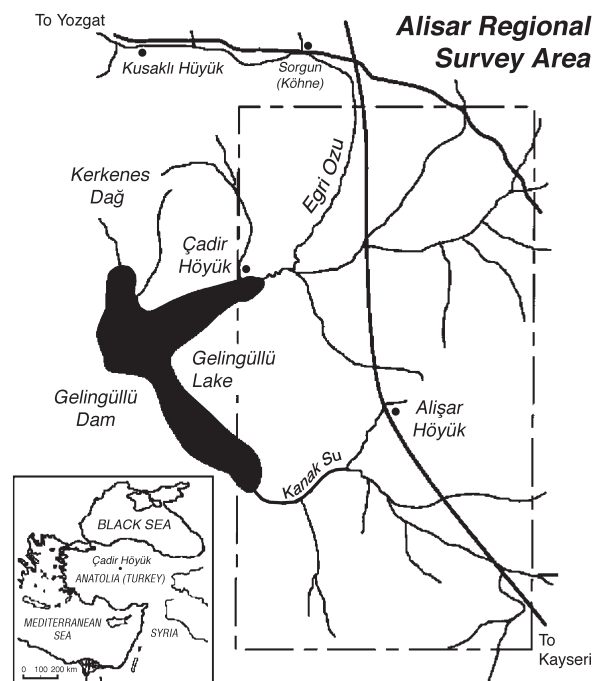 To Yozgat
Alisar Regional
Survey Area
Kusaklı Hüyük
Sorgun
(Köhne)
Kerkenes
Dağ
Egri Ozu
Çadir
Höyük
Gelingüllü
Lake
Gelingüllü
Dam
Alişar
Höyük
Kanak Su
BLACK SEA
Çadir Höyük
ANATOLIA (TURKEY)
MEDITERRANEAN
SEA
SYRIA
0 100 200 km
To
Kayseri